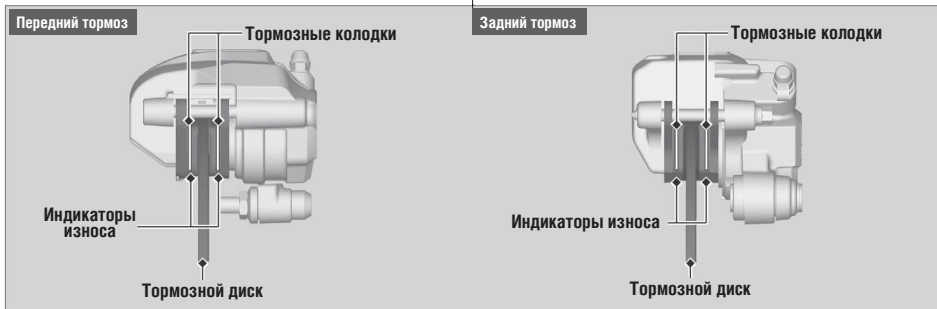 Передний тормоз
Тормозные колодки
Индикаторы
износа
Тормозной диск
Задний тормоз
Тормозные колодки
Индикаторы износа
Тормозной диск